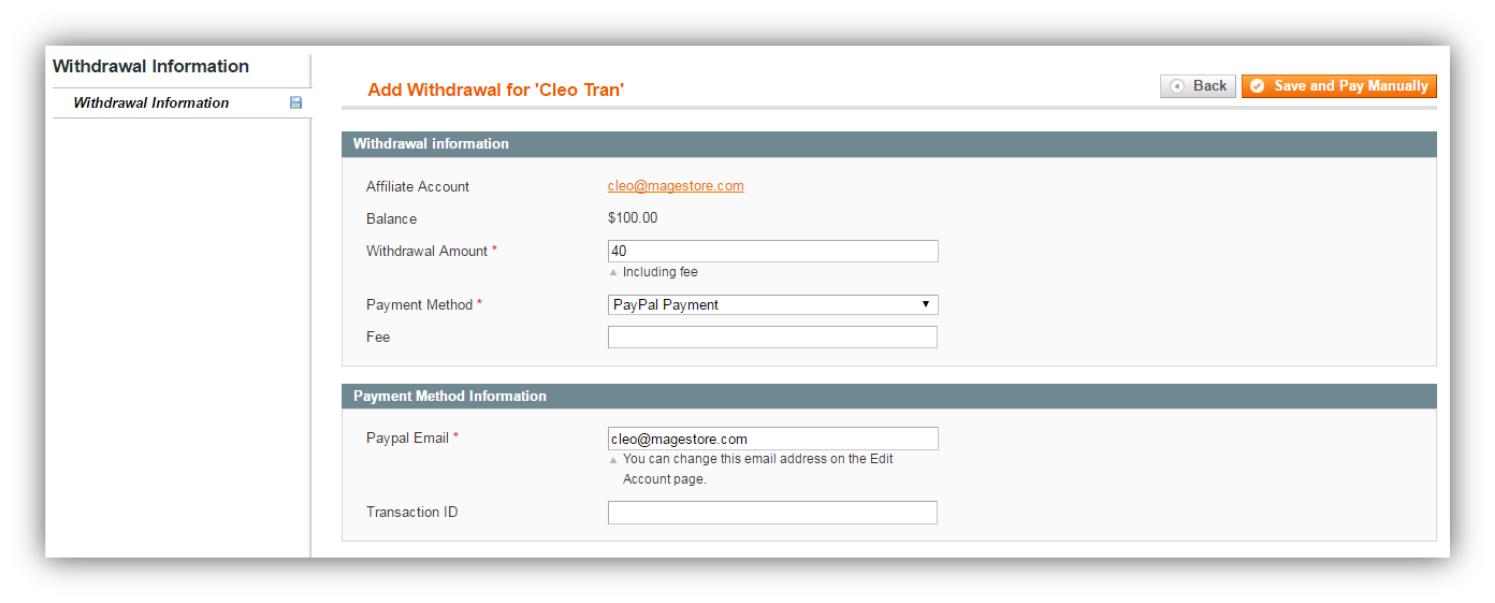 Withdrawal Information
Withdrawal Information
Add Withdrawal for 'Cleo Tran'
Back
Save and Pay Manually
Withdrawal information
Affiliate Account
cleo@magestore.com
Balance
$100.00
Withdrawal Amount *
40
Including fee
Payment Method *
PayPal Payment
Fee
Payment Method Information
Paypal Email *
cleo@magestore.com
You can change this email address on the Edit
Account page.
Transaction ID